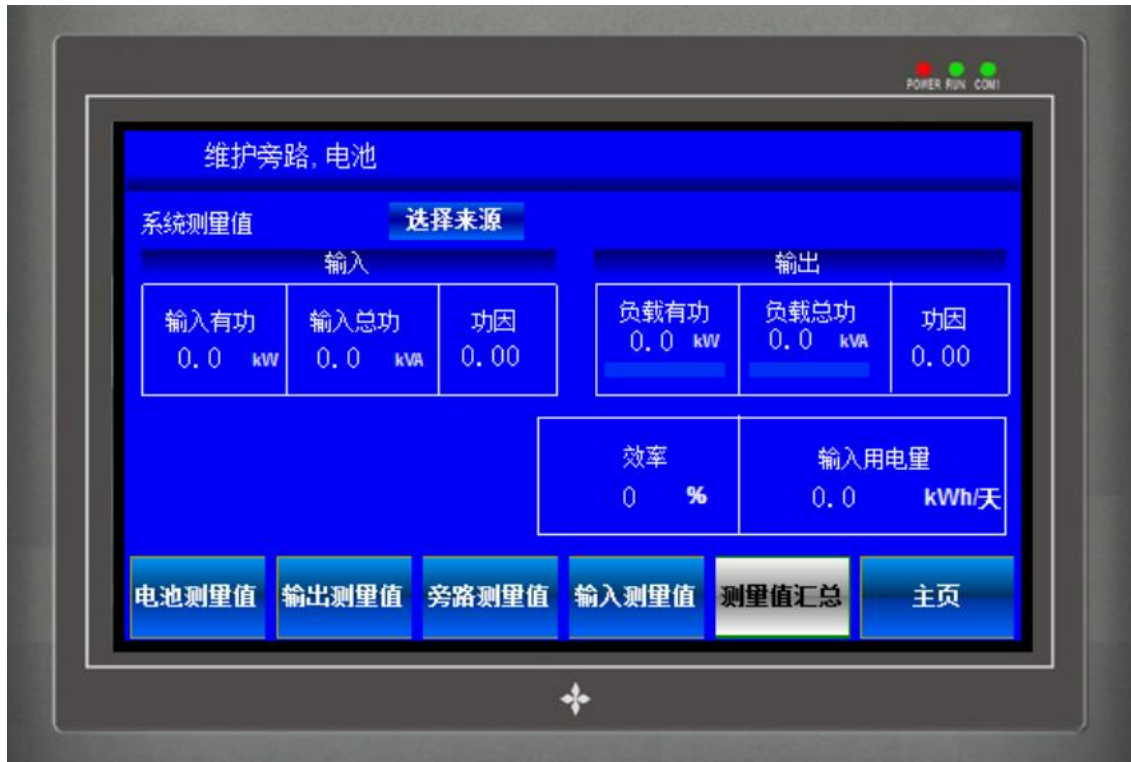 POWER RUN COM1
维护旁路,电池
系统测量值 选择来源
输入 输出
输入有功 输入总功 功因 负载有功 负载总功 功因
0.0 kW 0.0 kVA 0.00 0.0 kW 0.0 kVA 0.00
效率 输入用电量
0 % 0.0 kWh/天
电池测量值 输出测量值 旁路测量值 输入测量值 测量值汇总 主页